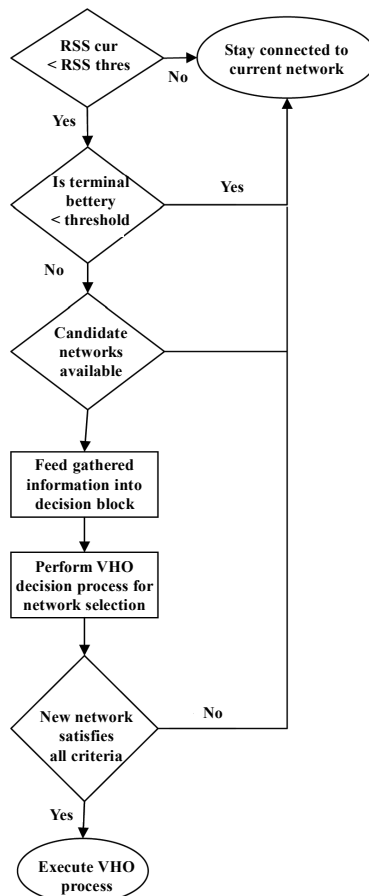 RSS cur
< RSS thres
No
Stay connected to
current network
Yes
Is terminal
bettery
< threshold
Yes
No
Candidate
networks
available
Feed gathered
information into
decision block
Perform VHO
decision process for
network selection
New network
satisfies
all criteria
No
Yes
Execute VHO
process